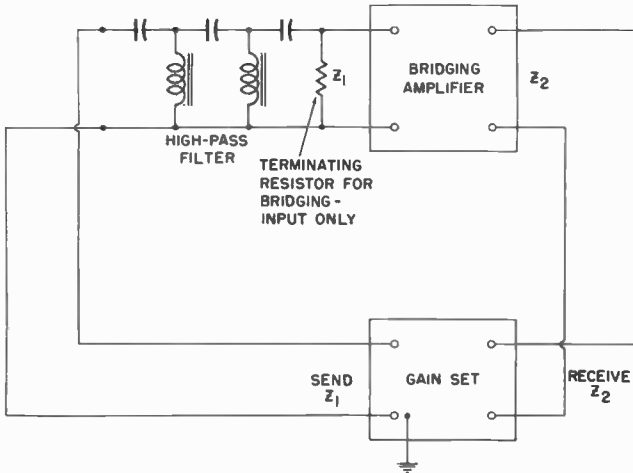 Z1
BRIDGING
AMPLIFIER
Z2
HIGH-PASS
FILTER
TERMINATING
RESISTOR FOR
BRIDGING-
INPUT ONLY
SEND
Z1
GAIN SET
RECEIVE
Z2